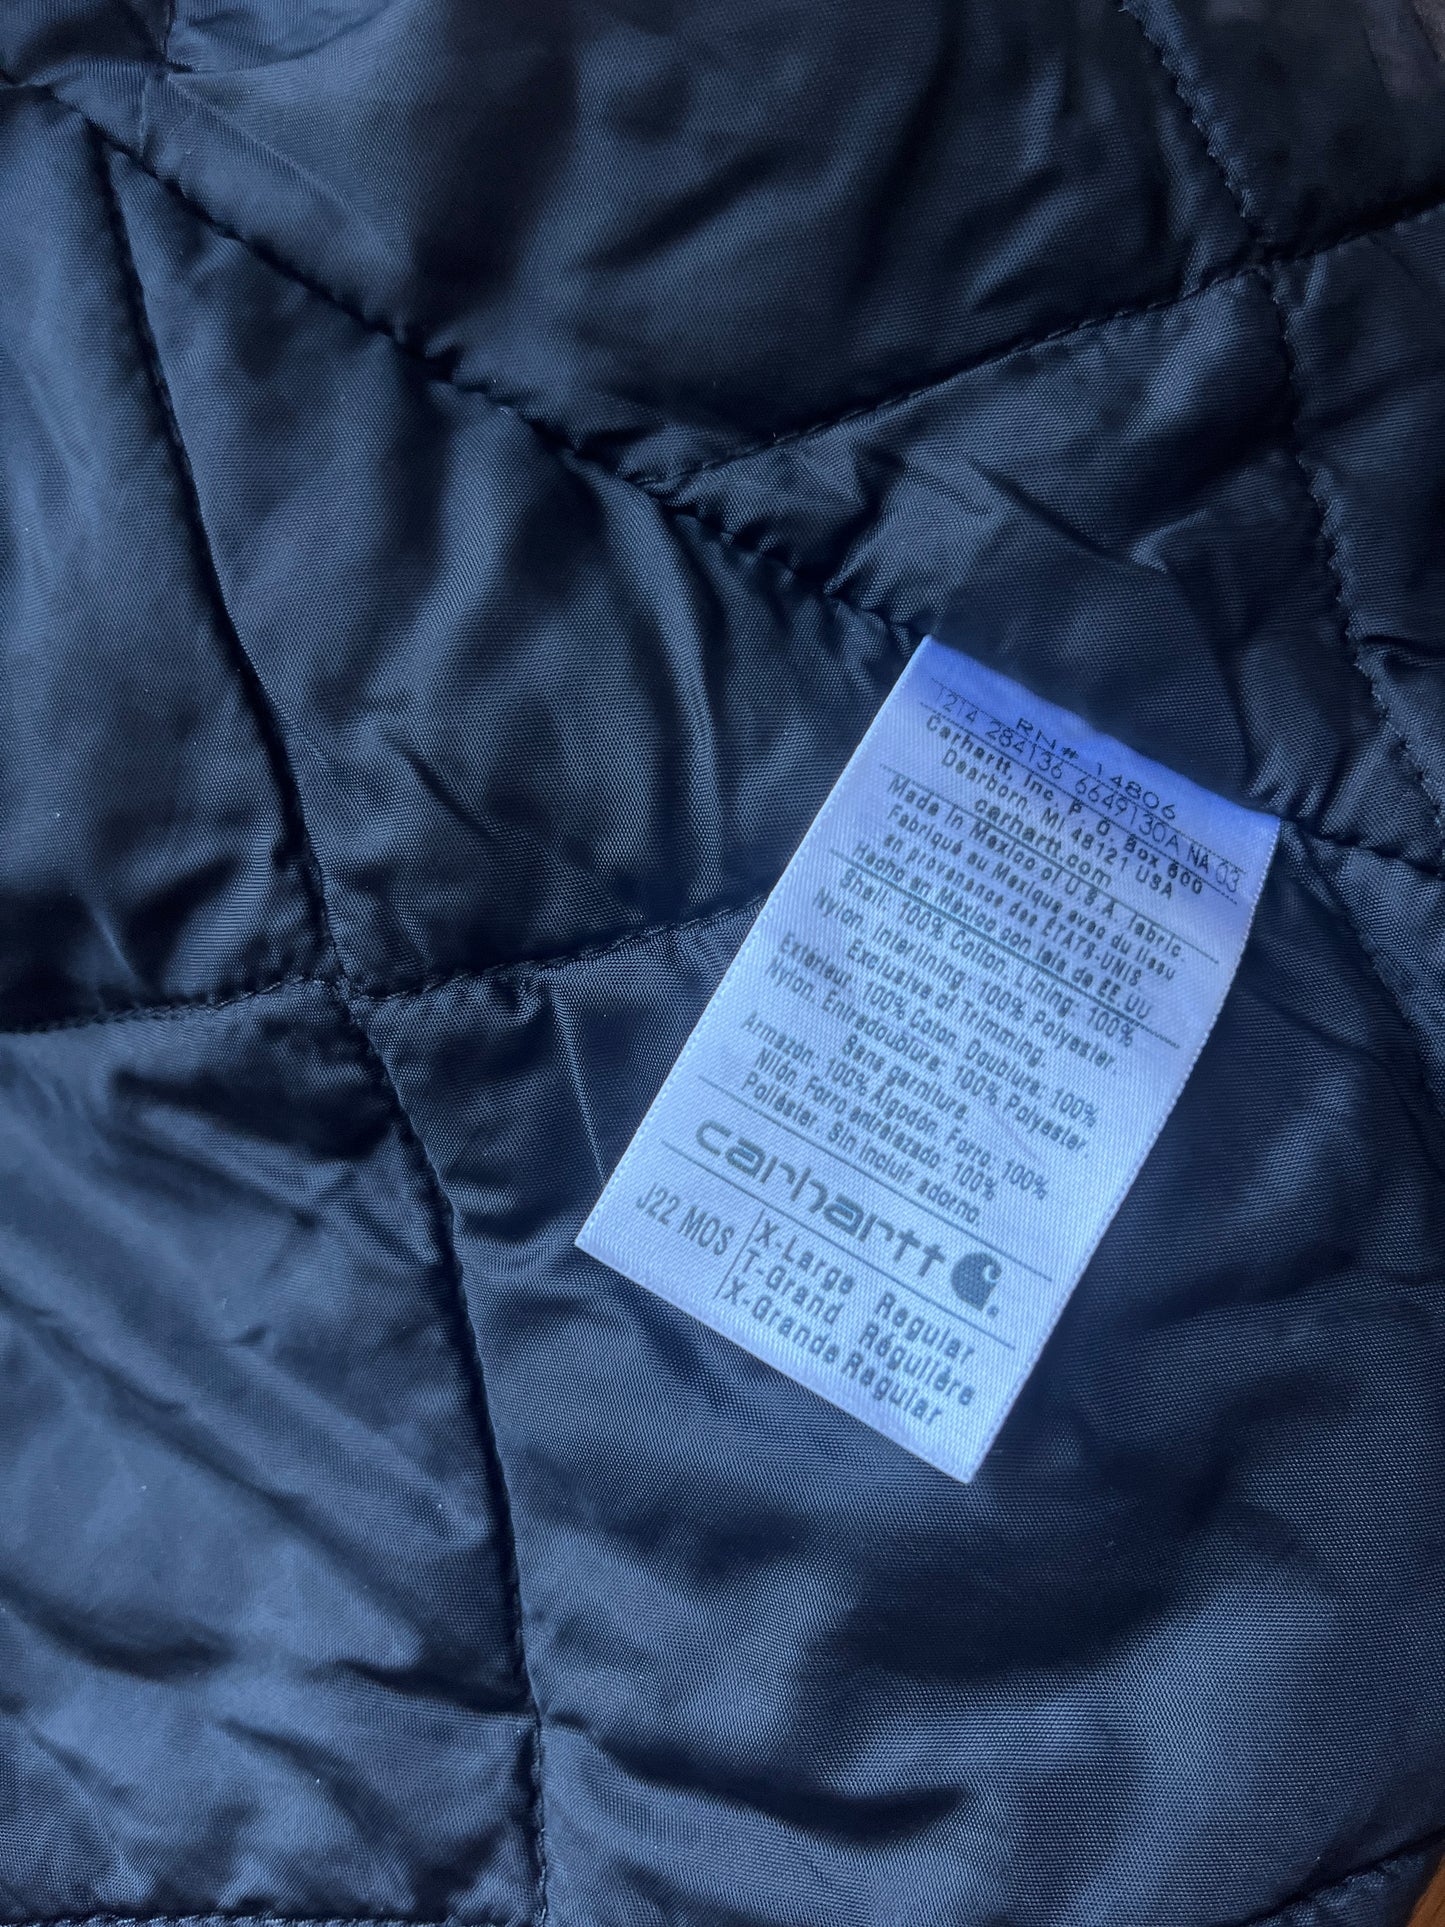 RN# 14806
1214 284136 6649130A NA 03
Carhartt, Inc. P. O. Box 600
Dearborn, MI 48121 USA
carhartt.com
Made in Mexico of U.S.A. fabric.
Fabriqué au Mexique avec du tissu
en provenance des ÉTATS-UNIS
Hecho en México con tela de EE.UU
Shell: 100% Cotton. Lining: 100%
Nylon. Interlining: 100% Polyester.
Exclusive of Trimming.
Extérieur: 100% Coton. Doublure: 100%
Nylon. Entredoublure: 100% Polyester.
Sans garniture.
Armazon: 100% Algodón. Forro: 100%
Nilón. Forro entrelazado: 100%
Poliéster. Sin incluir adorno.
carhartt
J22 MOS
X-Large Regular
T-Grand Régulière
X-Grande Regular